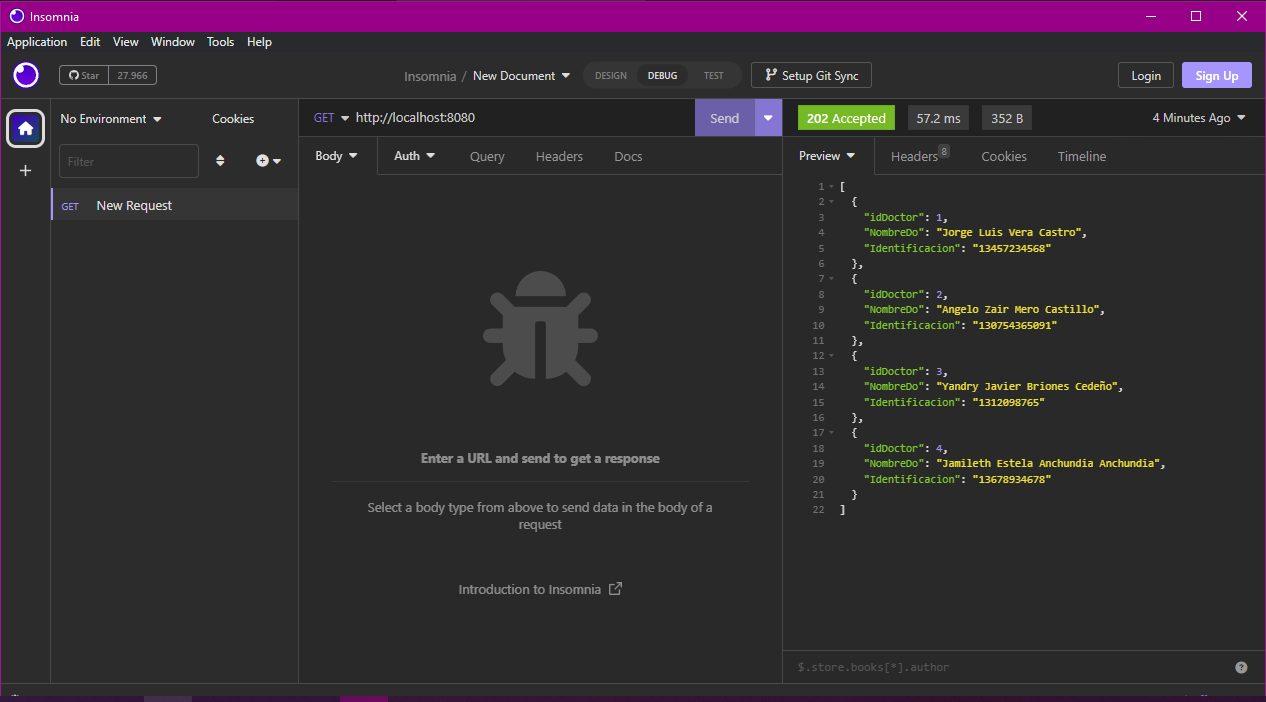 Insomnia
Application Edit View Window Tools Help
Star 27.966
Insomnia / New Document
DESIGN DEBUG TEST
Setup Git Sync
Login Sign Up
No Environment Cookies
Filter
GET New Request
GET http://localhost:8080 Send
Body Auth Query Headers Docs
Enter a URL and send to get a response
Select a body type from above to send data in the body of a
request
Introduction to Insomnia
202 Accepted 57.2 ms 352 B 4 Minutes Ago
Preview Headers 8 Cookies Timeline
1 [
2 {
3 "idDoctor": 1,
4 "NombreDo": "Jorge Luis Vera Castro",
5 "Identificacion": "13457234568"
6 },
7 {
8 "idDoctor": 2,
9 "NombreDo": "Angelo Zair Mero Castillo",
10 "Identificacion": "130754365091"
11 },
12 {
13 "idDoctor": 3,
14 "NombreDo": "Yandry Javier Briones Cedeño",
15 "Identificacion": "1312098765"
16 },
17 {
18 "idDoctor": 4,
19 "NombreDo": "Jamileth Estela Anchundia Anchundia",
20 "Identificacion": "13678934678"
21 }
22 ]
$.store.books[*].author